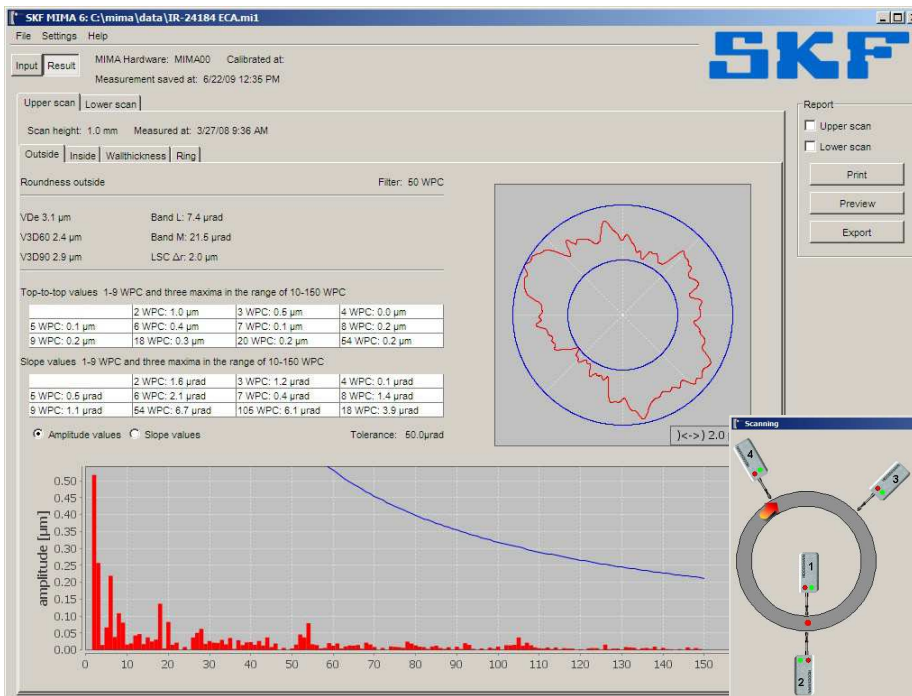 SKF MIMA 6: C:\mima\data\IR-24184 ECA.mi1
File Settings Help
SKF
Input Result
MIMA Hardware: MIMA00 Calibrated at:
Measurement saved at: 6/22/09 12:35 PM
Upper scan Lower scan
Scan height: 1.0 mm Measured at: 3/27/08 9:36 AM
Outside Inside Wallthickness Ring
Roundness outside Filter: 50 WPC
VDe 3.1 µm Band L: 7.4 µrad
V3D60 2.4 µm Band M: 21.5 µrad
V3D90 2.9 µm LSC Δr: 2.0 µm
Top-to-top values 1-9 WPC and three maxima in the range of 10-150 WPC
2 WPC: 1.0 µm 3 WPC: 0.5 µm 4 WPC: 0.0 µm
5 WPC: 0.1 µm 6 WPC: 0.4 µm 7 WPC: 0.1 µm 8 WPC: 0.2 µm
9 WPC: 0.2 µm 18 WPC: 0.3 µm 20 WPC: 0.2 µm 54 WPC: 0.2 µm
Slope values 1-9 WPC and three maxima in the range of 10-150 WPC
2 WPC: 1.6 µrad 3 WPC: 1.2 µrad 4 WPC: 0.1 µrad
5 WPC: 0.5 µrad 6 WPC: 2.1 µrad 7 WPC: 0.4 µrad 8 WPC: 1.4 µrad
9 WPC: 1.1 µrad 54 WPC: 6.7 µrad 105 WPC: 6.1 µrad 18 WPC: 3.9 µrad
Amplitude values Slope values Tolerance: 50.0µrad
)<->) 2.0
Report
Upper scan
Lower scan
Print
Preview
Export
amplitude [µm]
0.50
0.45
0.40
0.35
0.30
0.25
0.20
0.15
0.10
0.05
0.00
0 10 20 30 40 50 60 70 80 90 100 110 120 130 140 150
Scanning
4
3
1
2